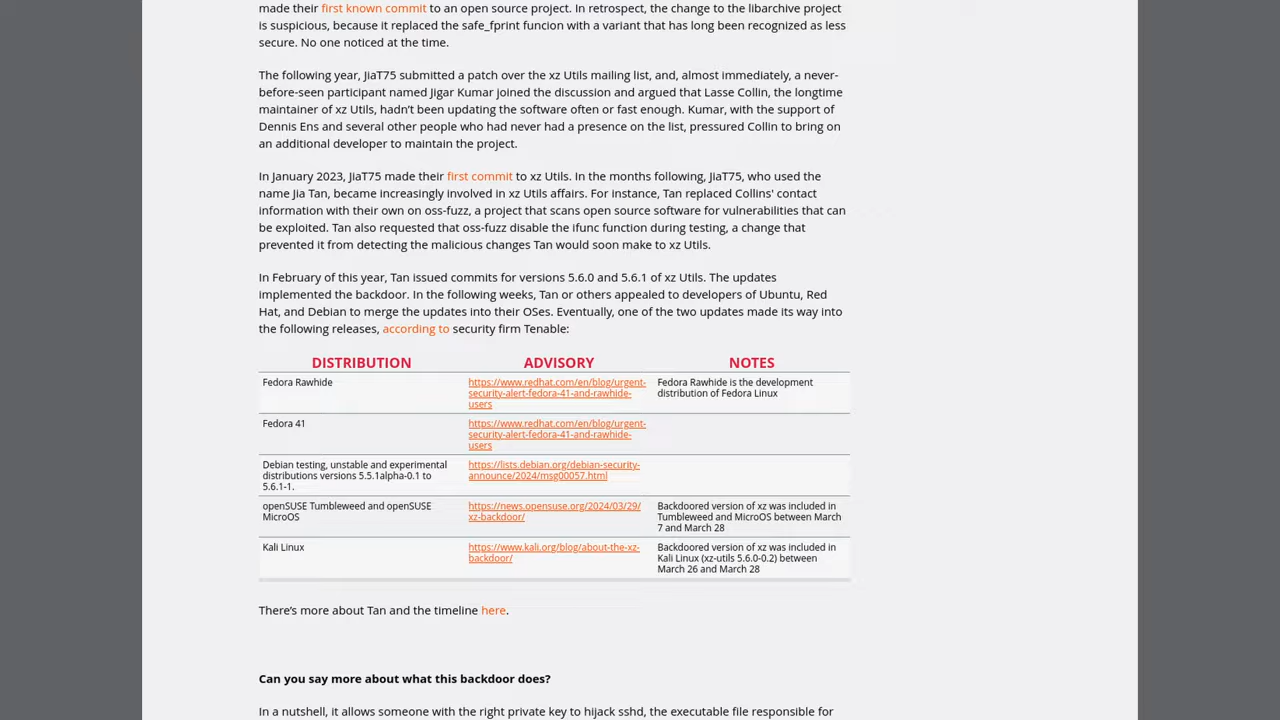 made their first known commit to an open source project. In retrospect, the change to the libarchive project
is suspicious, because it replaced the safe_fprint funcion with a variant that has long been recognized as less
secure. No one noticed at the time.
The following year, JiaT75 submitted a patch over the xz Utils mailing list, and, almost immediately, a never-
before-seen participant named Jigar Kumar joined the discussion and argued that Lasse Collin, the longtime
maintainer of xz Utils, hadn’t been updating the software often or fast enough. Kumar, with the support of
Dennis Ens and several other people who had never had a presence on the list, pressured Collin to bring on
an additional developer to maintain the project.
In January 2023, JiaT75 made their first commit to xz Utils. In the months following, JiaT75, who used the
name Jia Tan, became increasingly involved in xz Utils affairs. For instance, Tan replaced Collins' contact
information with their own on oss-fuzz, a project that scans open source software for vulnerabilities that can
be exploited. Tan also requested that oss-fuzz disable the ifunc function during testing, a change that
prevented it from detecting the malicious changes Tan would soon make to xz Utils.
In February of this year, Tan issued commits for versions 5.6.0 and 5.6.1 of xz Utils. The updates
implemented the backdoor. In the following weeks, Tan or others appealed to developers of Ubuntu, Red
Hat, and Debian to merge the updates into their OSes. Eventually, one of the two updates made its way into
the following releases, according to security firm Tenable:
DISTRIBUTION ADVISORY NOTES
Fedora Rawhide https://www.redhat.com/en/blog/urgent- Fedora Rawhide is the development
security-alert-fedora-41-and-rawhide- distribution of Fedora Linux
users
Fedora 41 https://www.redhat.com/en/blog/urgent-
security-alert-fedora-41-and-rawhide-
users
Debian testing, unstable and experimental https://lists.debian.org/debian-security-
distributions versions 5.5.1alpha-0.1 to announce/2024/msg00057.html
5.6.1-1.
openSUSE Tumbleweed and openSUSE https://news.opensuse.org/2024/03/29/ Backdoored version of xz was included in
MicroOS xz-backdoor/ Tumbleweed and MicroOS between March
7 and March 28
Kali Linux https://www.kali.org/blog/about-the-xz- Backdoored version of xz was included in
backdoor/ Kali Linux (xz-utils 5.6.0-0.2) between
March 26 and March 28
There’s more about Tan and the timeline here.
Can you say more about what this backdoor does?
In a nutshell, it allows someone with the right private key to hijack sshd, the executable file responsible for